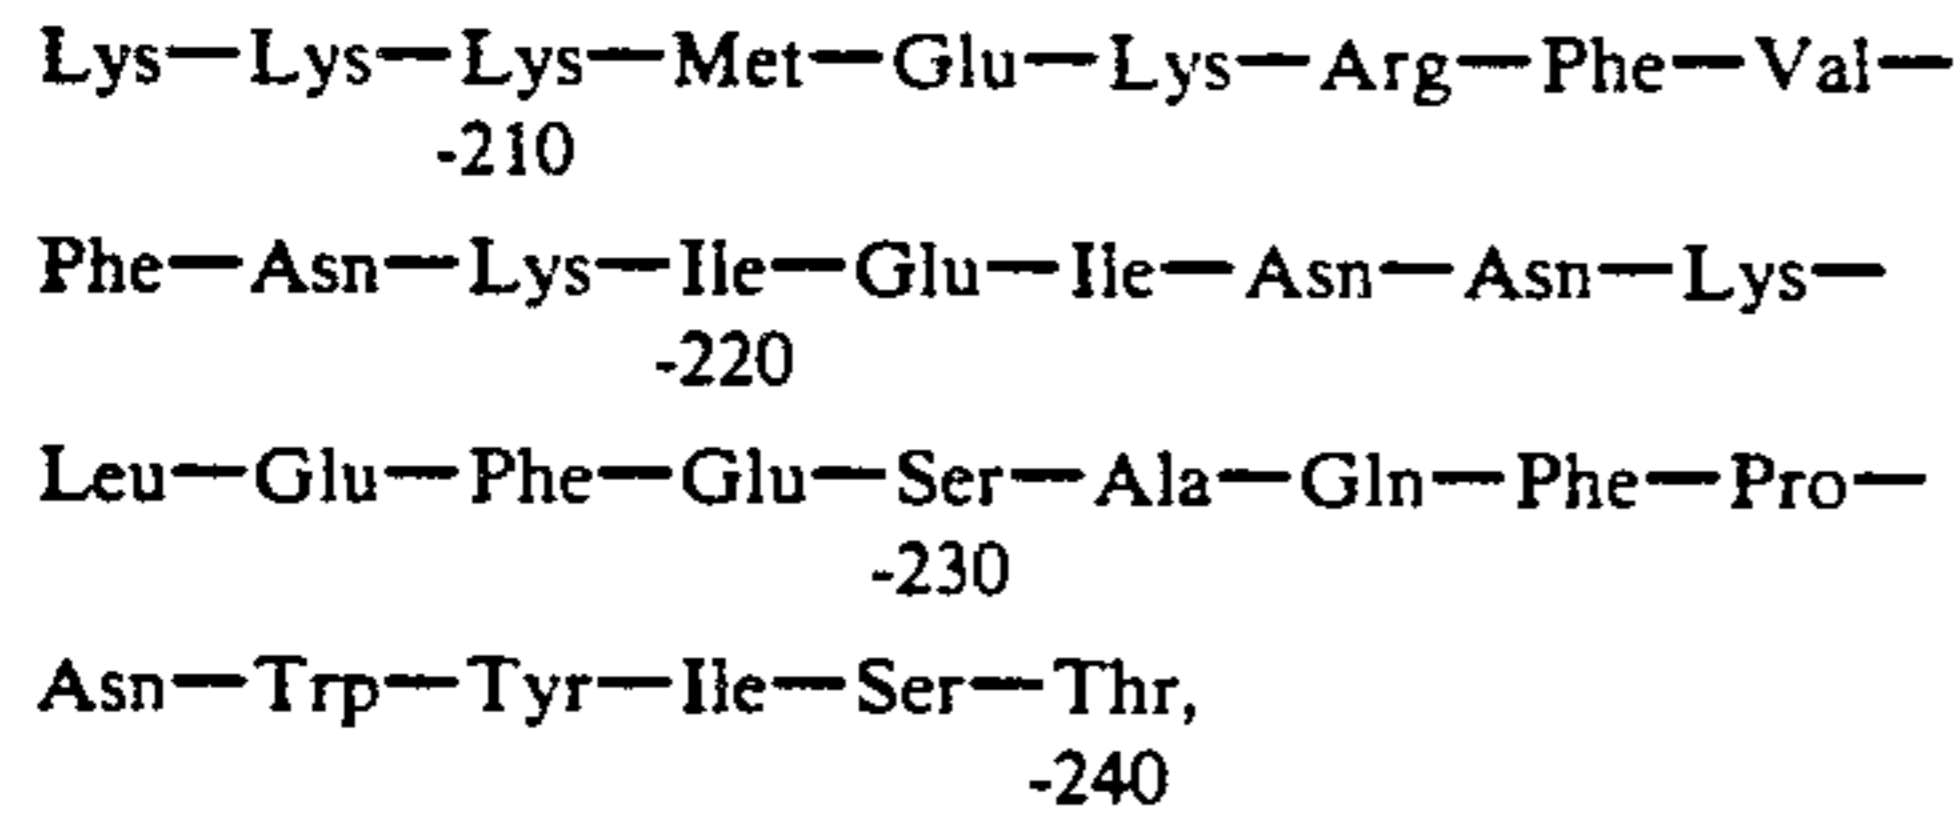 Lys—Lys—Lys—Met—Glu—Lys—Arg—Phe—Val—
-210
Phe—Asn—Lys—Ile—Glu—Ile—Asn—Asn—Lys—
-220
Leu—Glu—Phe—Glu—Ser—Ala—Gln—Phe—Pro—
-230
Asn—Trp—Tyr—Ile—Ser—Thr,
-240